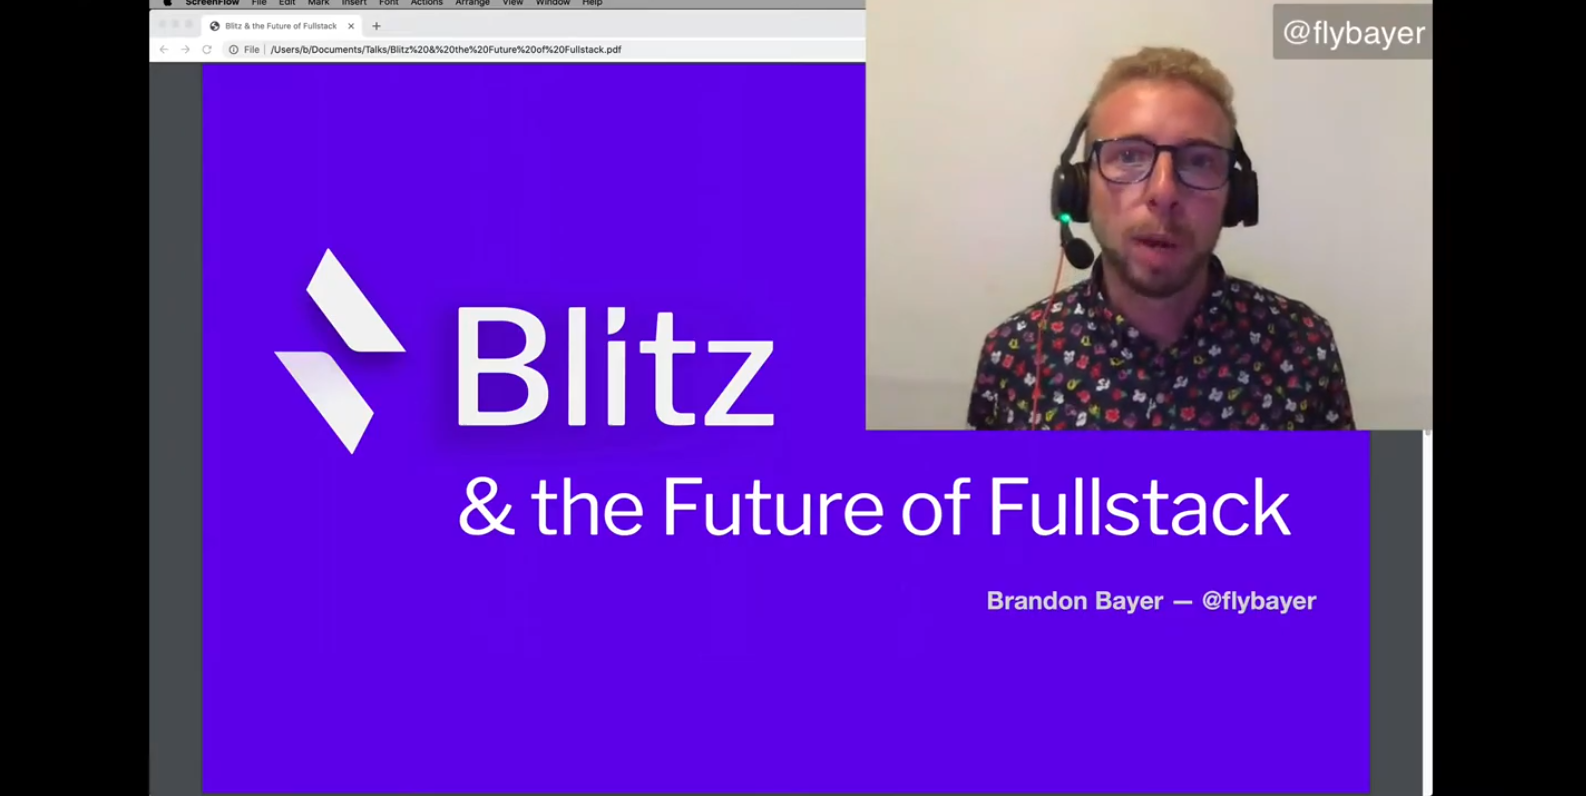 ScreenFlow File Edit Mark Insert Font Actions Arrange View Window Help
Blitz & the Future of Fullstack
File /Users/b/Documents/Talks/Blitz%20&%20the%20Future%20of%20Fullstack.pdf
@flybayer
Blitz
& the Future of Fullstack
Brandon Bayer — @flybayer